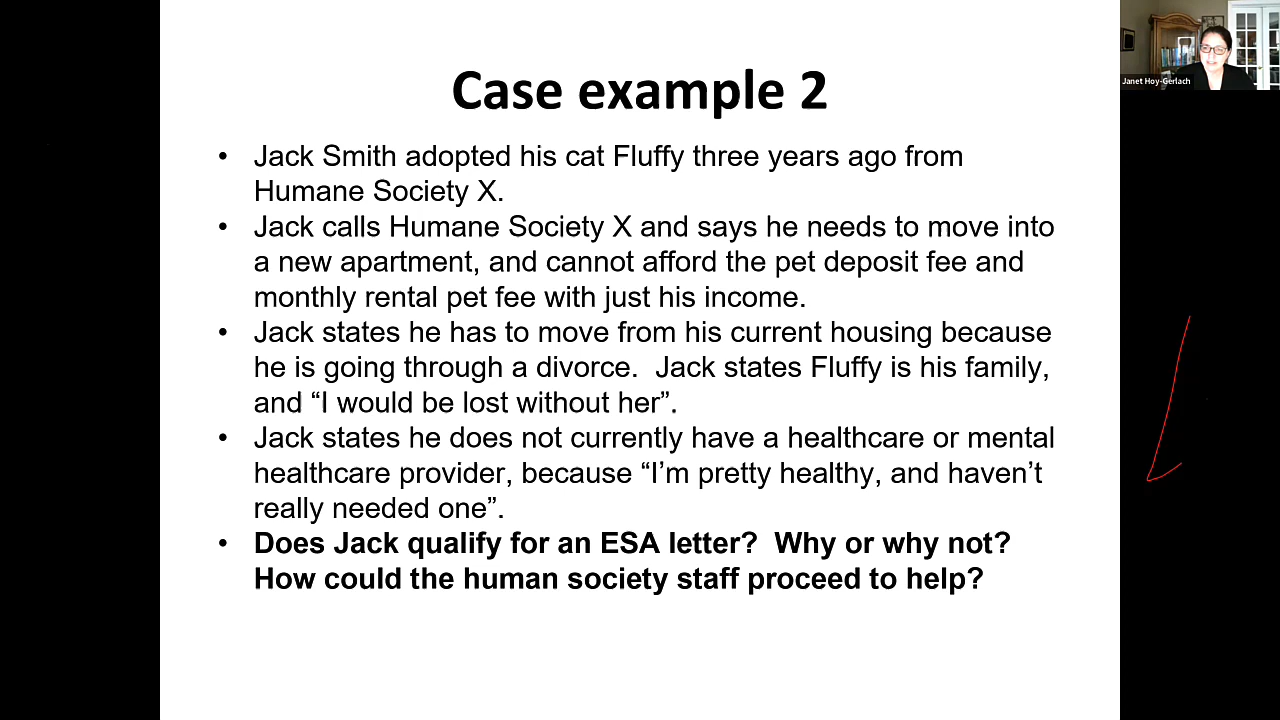 Case example 2
Janet Hoy-Gerlach
• Jack Smith adopted his cat Fluffy three years ago from
Humane Society X.
• Jack calls Humane Society X and says he needs to move into
a new apartment, and cannot afford the pet deposit fee and
monthly rental pet fee with just his income.
• Jack states he has to move from his current housing because
he is going through a divorce.  Jack states Fluffy is his family,
and “I would be lost without her”.
• Jack states he does not currently have a healthcare or mental
healthcare provider, because “I’m pretty healthy, and haven’t
really needed one”.
• Does Jack qualify for an ESA letter?  Why or why not?
How could the human society staff proceed to help?